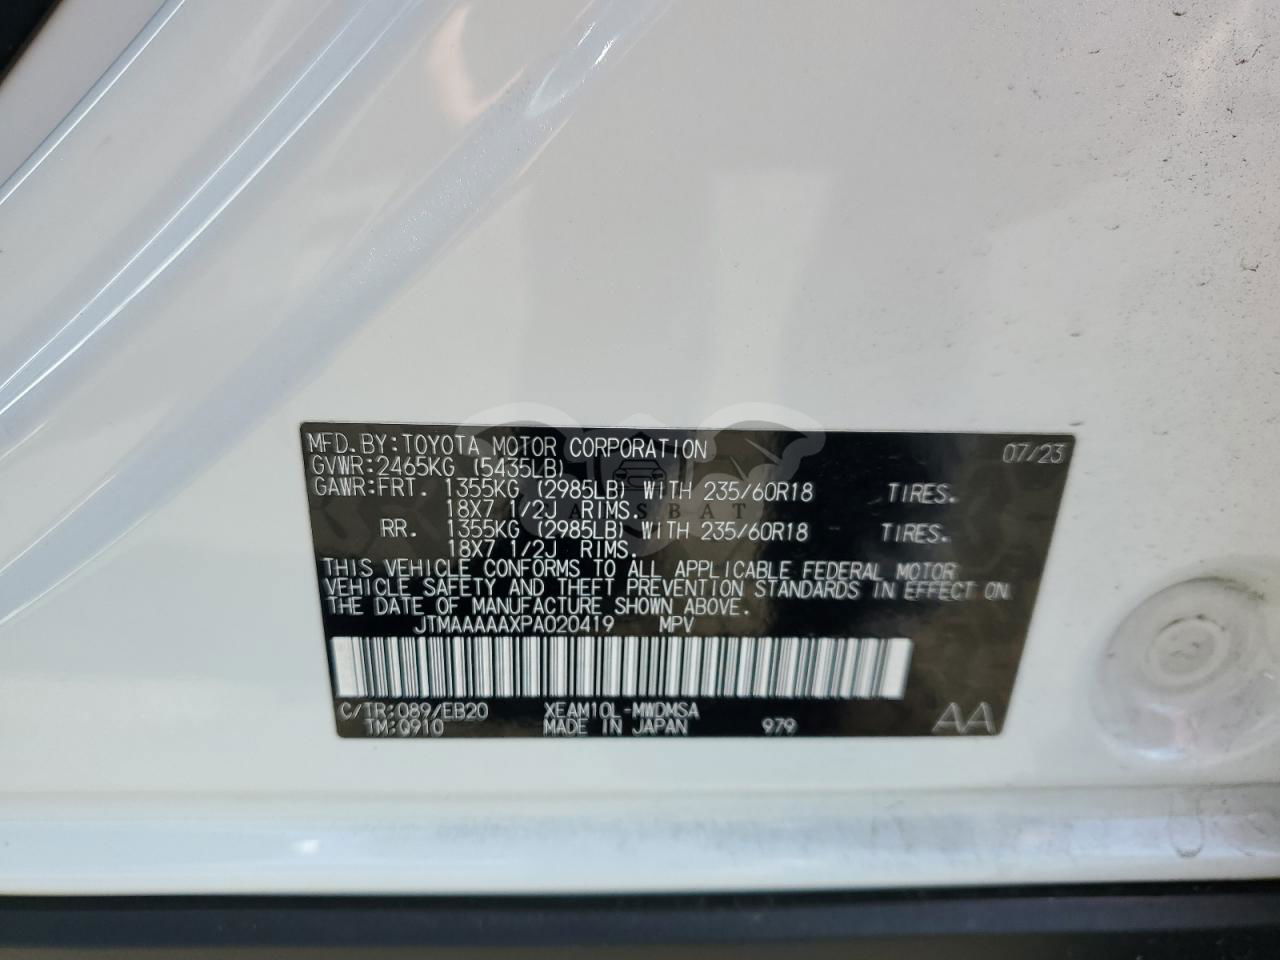 MFD.BY:TOYOTA MOTOR CORPORATION 07/23
GVWR:2465KG (5435LB)
GAWR:FRT. 1355KG (2985LB) WITH 235/60R18 TIRES.
18X7 1/2J RIMS.
RR. 1355KG (2985LB) WITH 235/60R18 TIRES.
18X7 1/2J RIMS.
THIS VEHICLE CONFORMS TO ALL APPLICABLE FEDERAL MOTOR
VEHICLE SAFETY AND THEFT PREVENTION STANDARDS IN EFFECT ON
THE DATE OF MANUFACTURE SHOWN ABOVE.
JTMAAAAAXPA020419 MPV
C/TR:089/EB20 XEAM10L-MWDMSA
TM:Q910 MADE IN JAPAN 979 AA